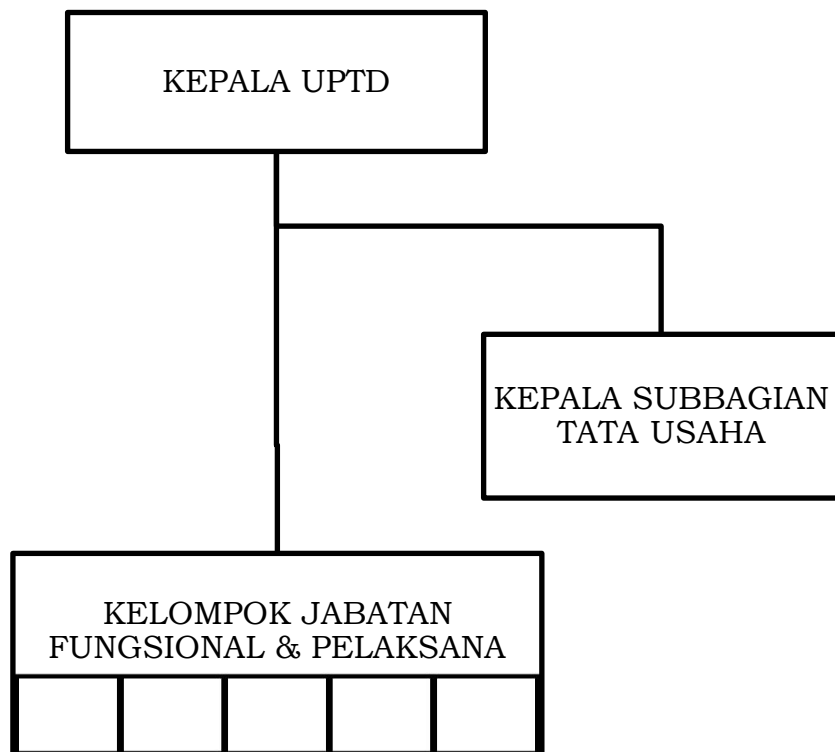 KEPALA UPTD
KEPALA SUBBAGIAN
TATA USAHA
KELOMPOK JABATAN
FUNGSIONAL & PELAKSANA